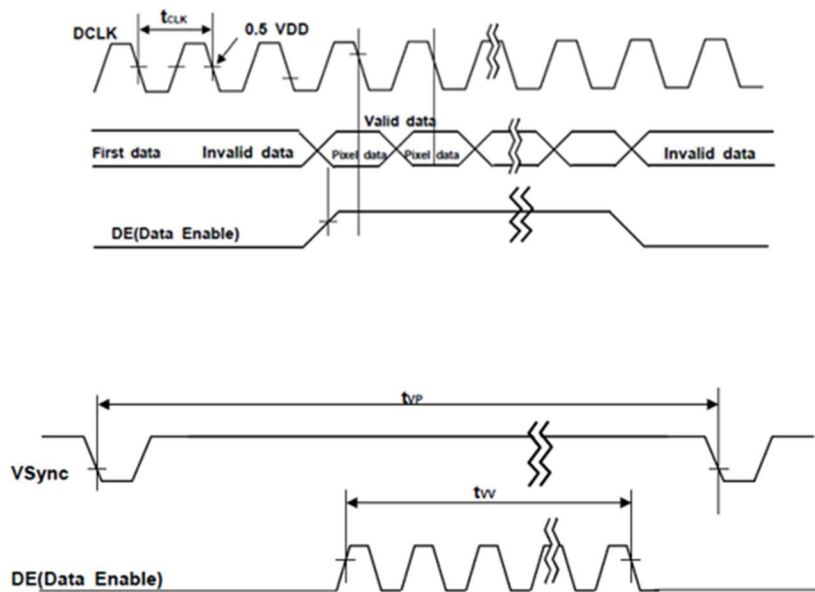 tCLK
DCLK
0.5 VDD
Valid data
First data
Invalid data
Pixel data
Pixel data
Invalid data
DE(Data Enable)
tVP
VSync
tVV
DE(Data Enable)